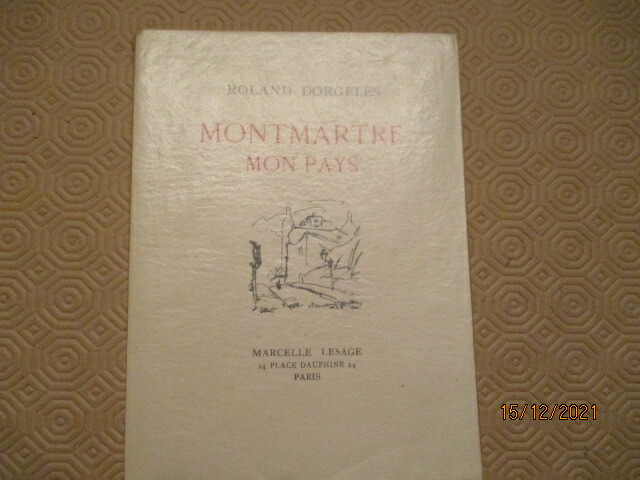 ROLAND DORGELÈS
MONTMARTRE
MON PAYS
MARCELLE LESAGE
24 PLACE DAUPHINE 24
PARIS
15/12/2021